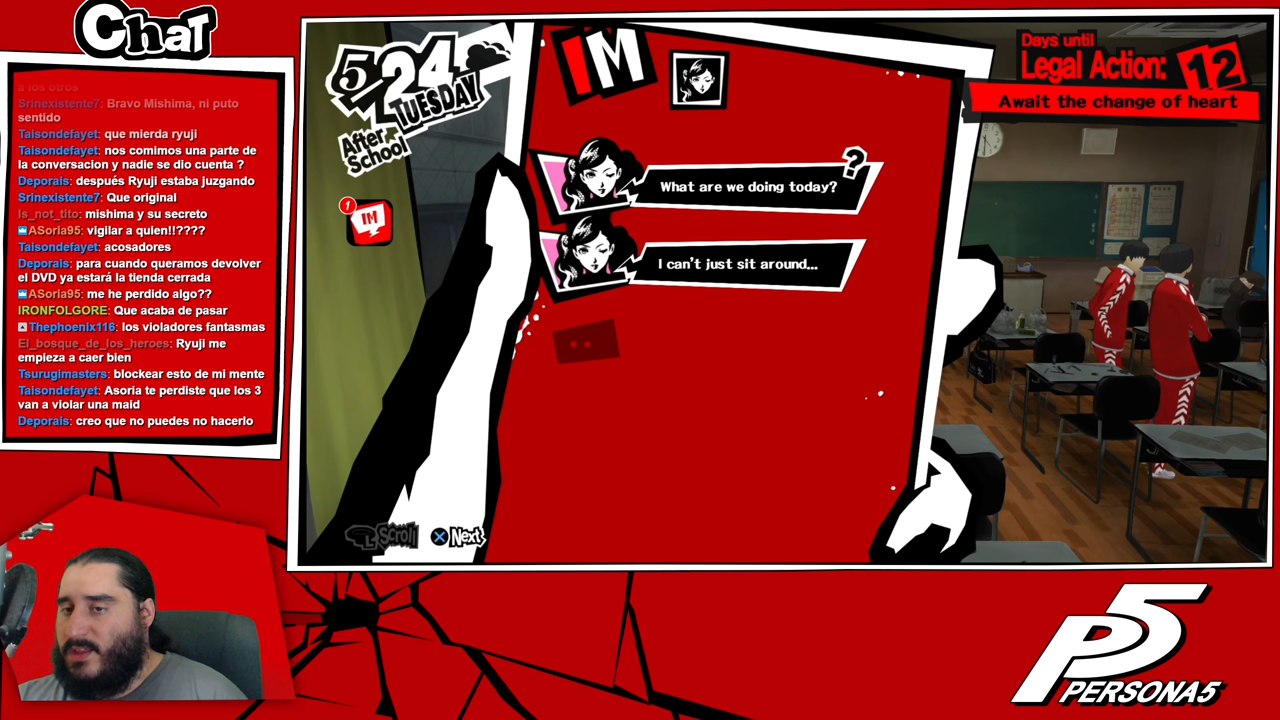 Chat
a los otros
Srinexistente7: Bravo Mishima, ni puto
sentido
Taisondefayet: que mierda ryuji
Taisondefayet: nos comimos una parte de
la conversacion y nadie se dio cuenta ?
Deporais: después Ryuji estaba juzgando
Srinexistente7: Que original
Is_not_tito: mishima y su secreto
ASoria95: vigilar a quien!!????
Taisondefayet: acosadores
Deporais: para cuando queramos devolver
el DVD ya estará la tienda cerrada
ASoria95: me he perdido algo??
IRONFOLGORE: Que acaba de pasar
Thephoenix116: los violadores fantasmas
El_bosque_de_los_heroes: Ryuji me
empieza a caer bien
Tsurugimasters: blockear esto de mi mente
Taisondefayet: Asoria te perdiste que los 3
van a violar una maid
Deporais: creo que no puedes no hacerlo
5/24
TUESDAY
After
School
1
IM
IM
What are we doing today?
?
I can't just sit around...
L Scroll
Next
Days until
Legal Action: 12
Await the change of heart
P5
PERSONA5